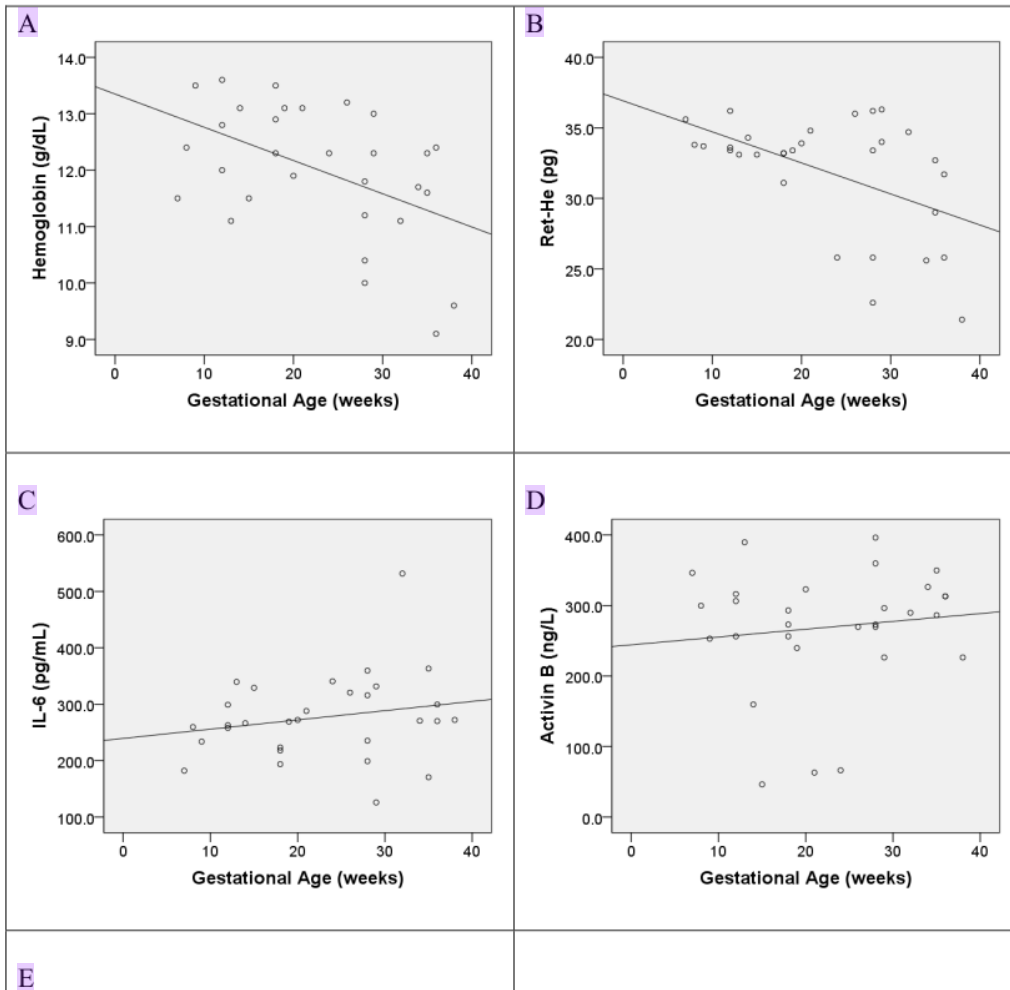 A
14.0
13.0
12.0
11.0
10.0
9.0
Hemoglobin (g/dL)
0 10 20 30 40
Gestational Age (weeks)
B
40.0
35.0
30.0
25.0
20.0
Ret-He (pg)
0 10 20 30 40
Gestational Age (weeks)
C
600.0
500.0
400.0
300.0
200.0
100.0
IL-6 (pg/mL)
0 10 20 30 40
Gestational Age (weeks)
D
400.0
300.0
200.0
100.0
0.0
Activin B (ng/L)
0 10 20 30 40
Gestational Age (weeks)
E